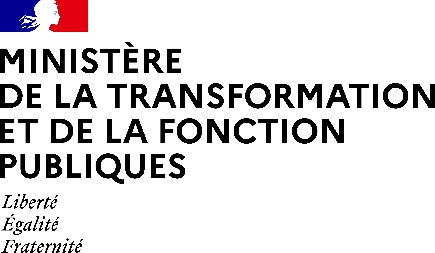 MINISTÈRE
DE LA TRANSFORMATION
ET DE LA FONCTION
PUBLIQUES
Liberté
Égalité
Fraternité